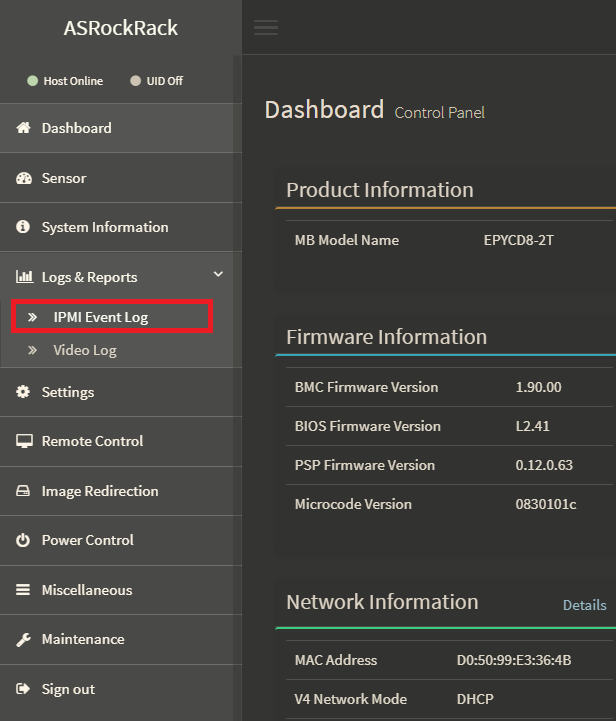 ASRockRack
Host Online UID Off
Dashboard
Sensor
System Information
Logs & Reports
IPMI Event Log
Video Log
Settings
Remote Control
Image Redirection
Power Control
Miscellaneous
Maintenance
Sign out
Dashboard Control Panel
Product Information
MB Model Name EPYCD8-2T
Firmware Information
BMC Firmware Version 1.90.00
BIOS Firmware Version L2.41
PSP Firmware Version 0.12.0.63
Microcode Version 0830101c
Network Information Details
MAC Address D0:50:99:E3:36:4B
V4 Network Mode DHCP